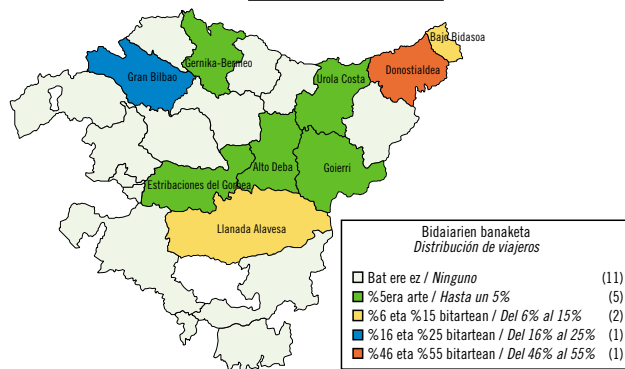 Bajo Bidasoa
Gernika-Bermeo
Gran Bilbao
Urola Costa
Donostialdea
Alto Deba
Goierri
Estribaciones del Gorbea
Llanada Alavesa
Bidaiarien banaketa
Distribución de viajeros
Bat ere ez / Ninguno (11)
%5era arte / Hasta un 5% (5)
%6 eta %15 bitartean / Del 6% al 15% (2)
%16 eta %25 bitartean / Del 16% al 25% (1)
%46 eta %55 bitartean / Del 46% al 55% (1)